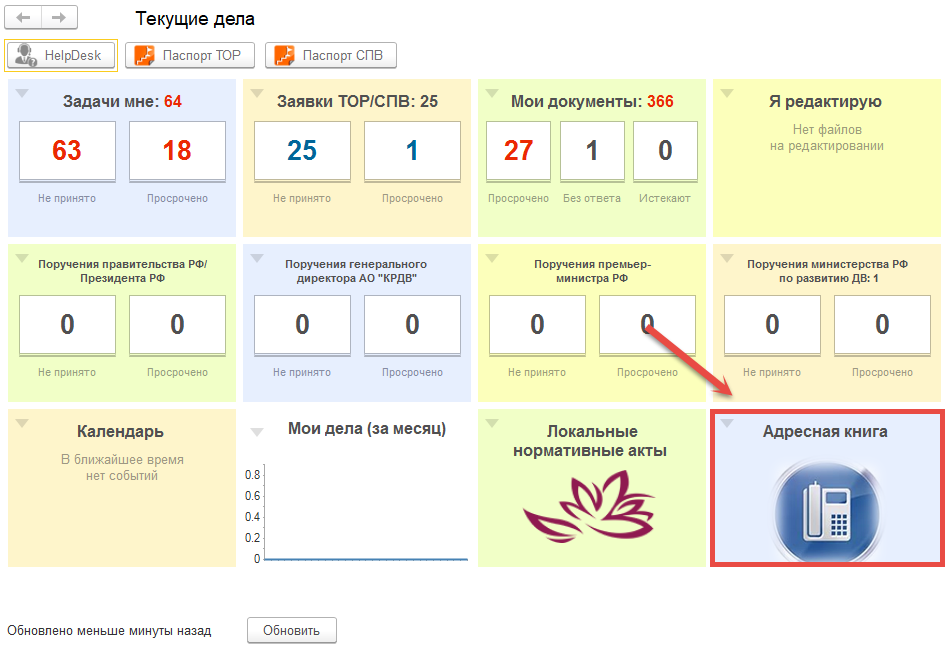 Текущие дела
HelpDesk
Паспорт ТОР
Паспорт СПВ
Задачи мне: 64
63
18
Не принято
Просрочено
Заявки ТОР/СПВ: 25
25
1
Не принято
Просрочено
Мои документы: 366
27
1
0
Просрочено
Без ответа
Истекают
Я редактирую
Нет файлов
на редактировании
Поручения правительства РФ/
Президента РФ
0
0
Не принято
Просрочено
Поручения генерального
директора АО "КРДВ"
0
0
Не принято
Просрочено
Поручения премьер-
министра РФ
0
0
Не принято
Просрочено
Поручения министерства РФ
по развитию ДВ: 1
0
0
Не принято
Просрочено
Календарь
В ближайшее время
нет событий
Мои дела (за месяц)
0.8
0.6
0.4
0.2
0
Локальные
нормативные акты
Адресная книга
Обновлено меньше минуты назад
Обновить